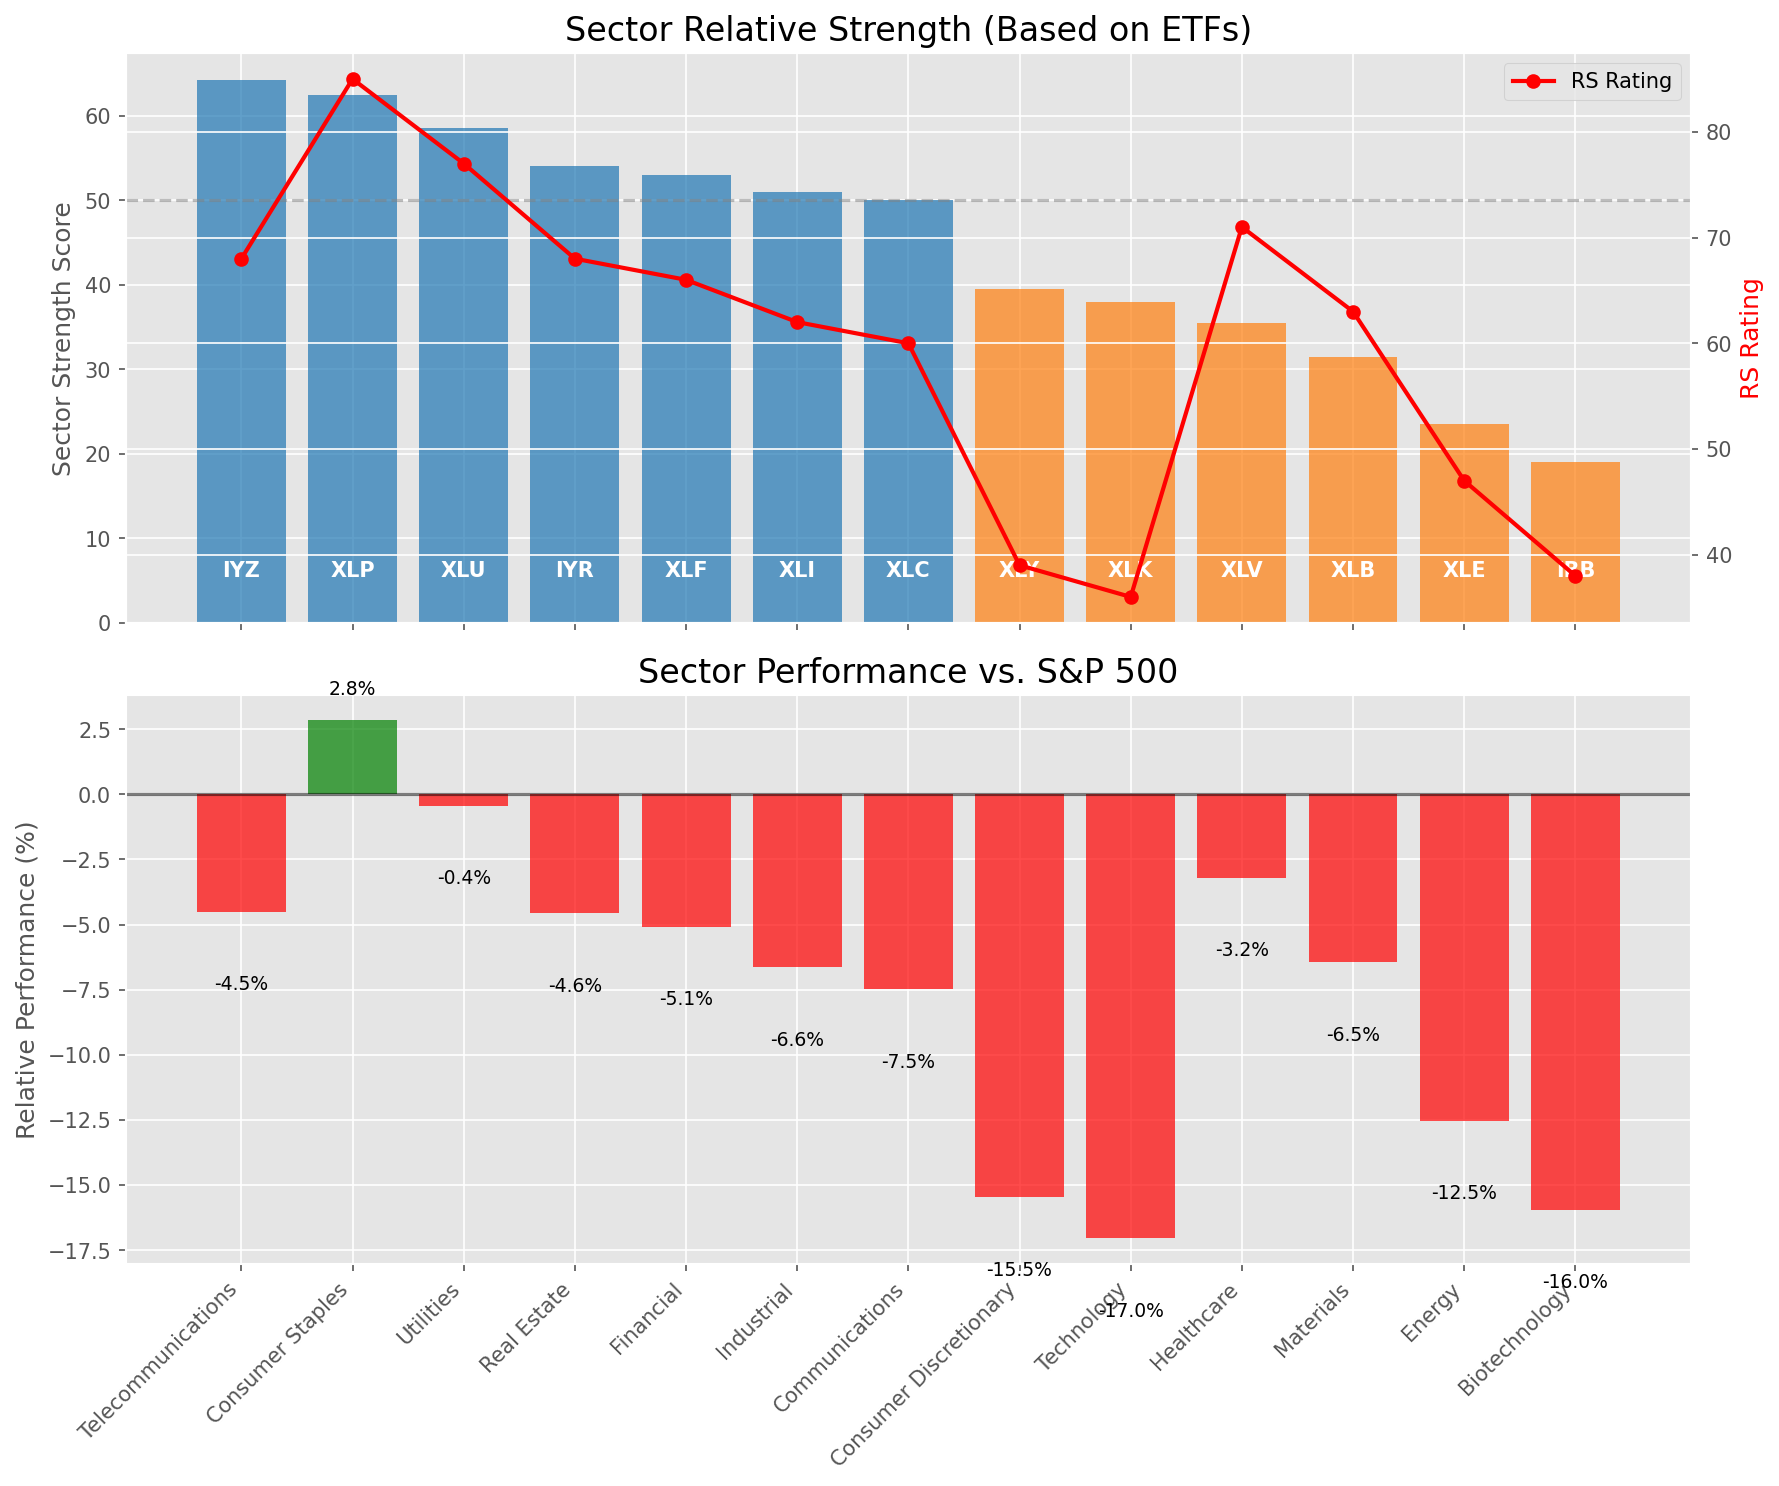 Sector Relative Strength (Based on ETFs)
RS Rating
Sector Strength Score
60
50
40
30
20
10
0
80
70
60
50
40
RS Rating
IYZ XLP XLU IYR XLF XLI XLC XLY XLK XLV XLB XLE IBB
Sector Performance vs. S&P 500
Relative Performance (%)
2.5
0.0
−2.5
−5.0
−7.5
−10.0
−12.5
−15.0
−17.5
-4.5%
2.8%
-0.4%
-4.6%
-5.1%
-6.6%
-7.5%
-15.5%
-17.0%
-3.2%
-6.5%
-12.5%
-16.0%
Telecommunications
Consumer Staples
Utilities
Real Estate
Financial
Industrial
Communications
Consumer Discretionary
Technology
Healthcare
Materials
Energy
Biotechnology